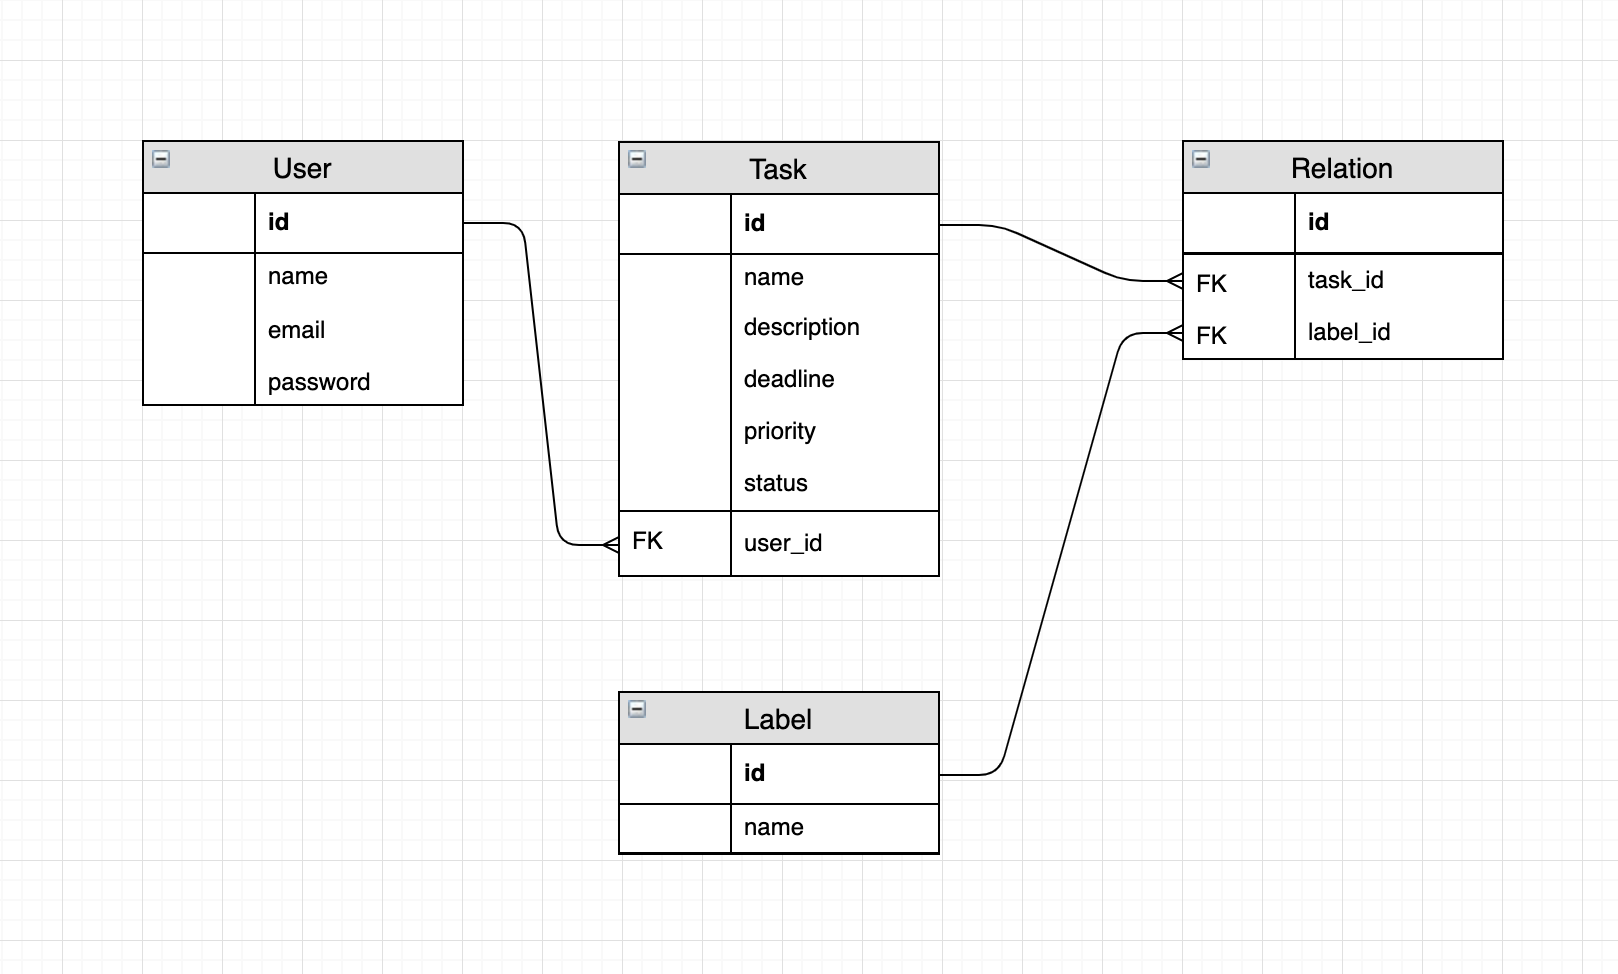 User
id
name
email
password
Task
id
name
description
deadline
priority
status
FK user_id
Relation
id
FK task_id
FK label_id
Label
id
name